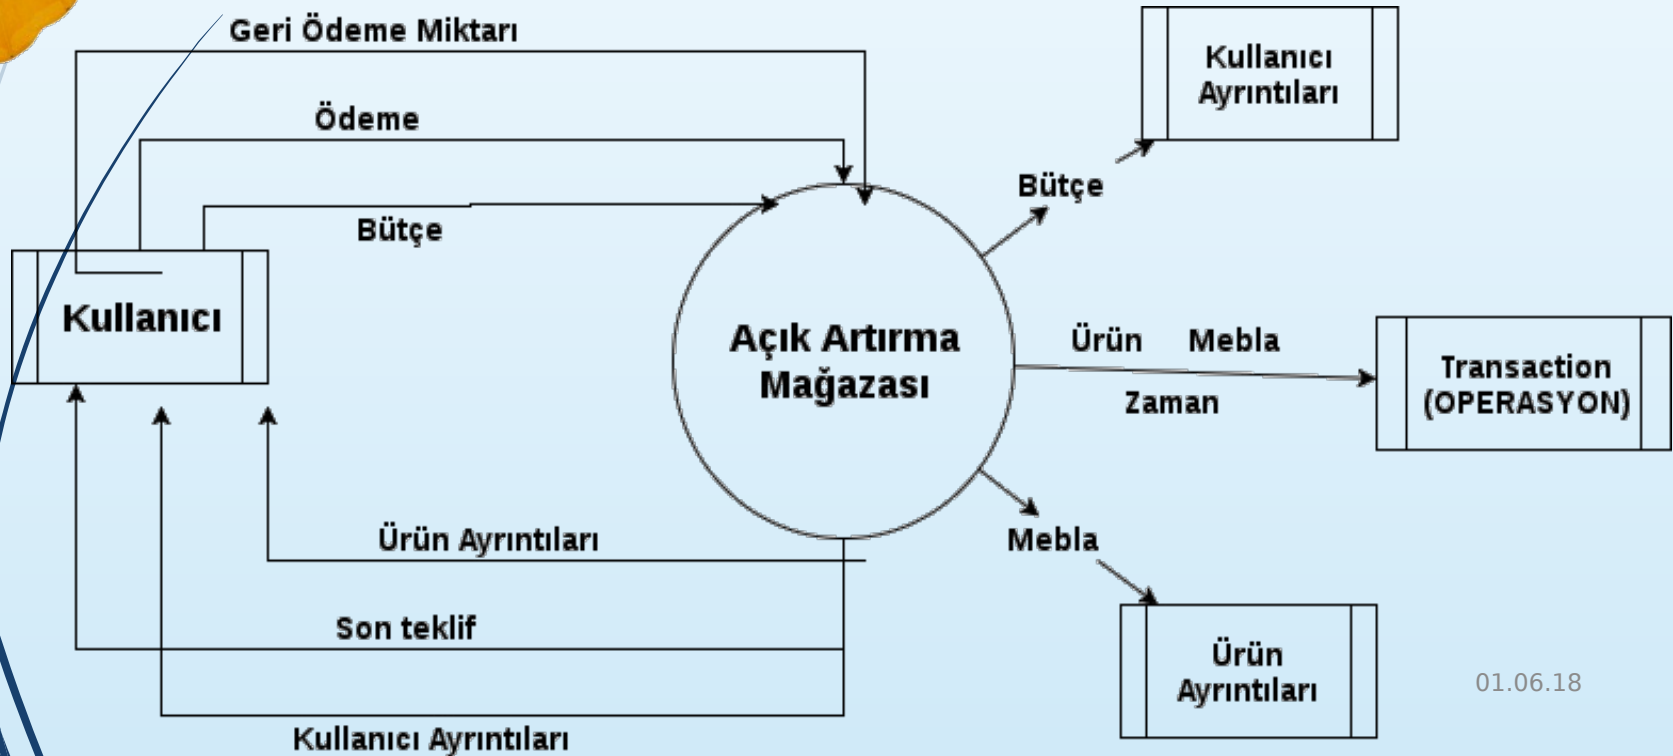 Geri Ödeme Miktarı
Ödeme
Bütçe
Kullanıcı
Açık Artırma
Mağazası
Kullanıcı
Ayrıntıları
Bütçe
Ürün Mebla
Zaman
Transaction
(OPERASYON)
Mebla
Ürün
Ayrıntıları
Ürün Ayrıntıları
Son teklif
Kullanıcı Ayrıntıları
01.06.18